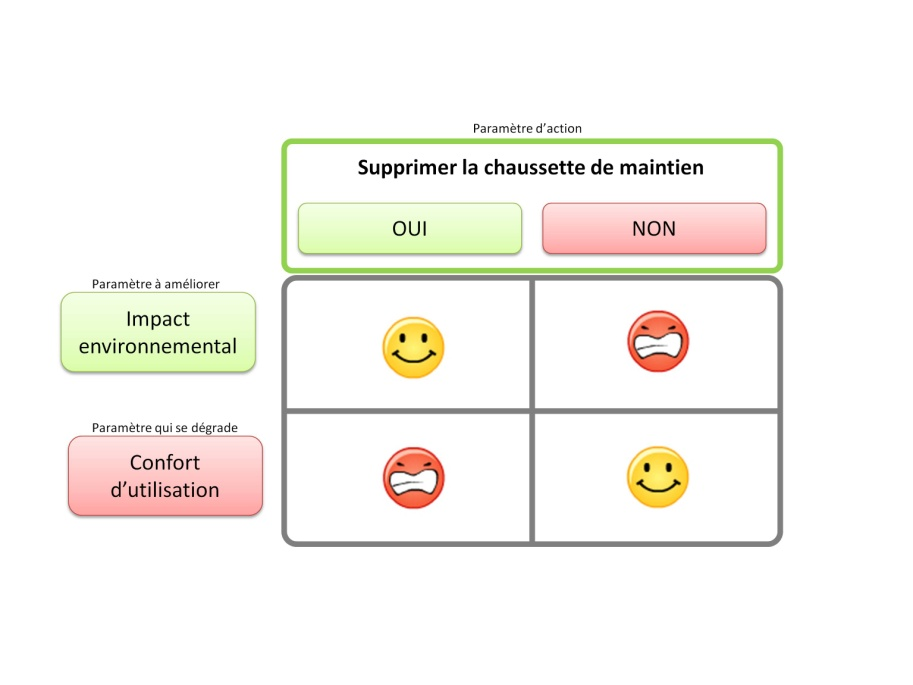 Paramètre d’action
Supprimer la chaussette de maintien
OUI
NON
Paramètre à améliorer
Impact
environnemental
Paramètre qui se dégrade
Confort
d’utilisation